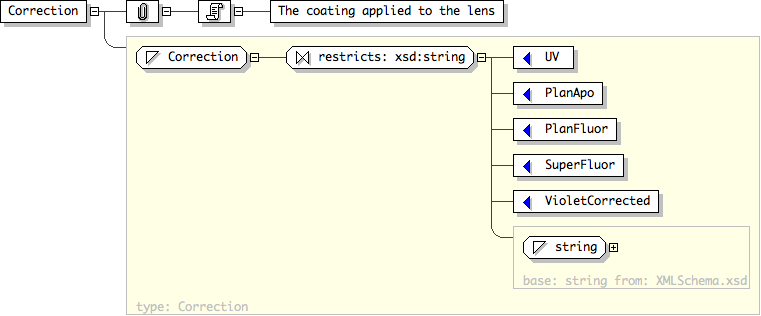 Correction
The coating applied to the lens
Correction
restricts: xsd:string
UV
PlanApo
PlanFluor
SuperFluor
VioletCorrected
string
base: string from: XMLSchema.xsd
type: Correction